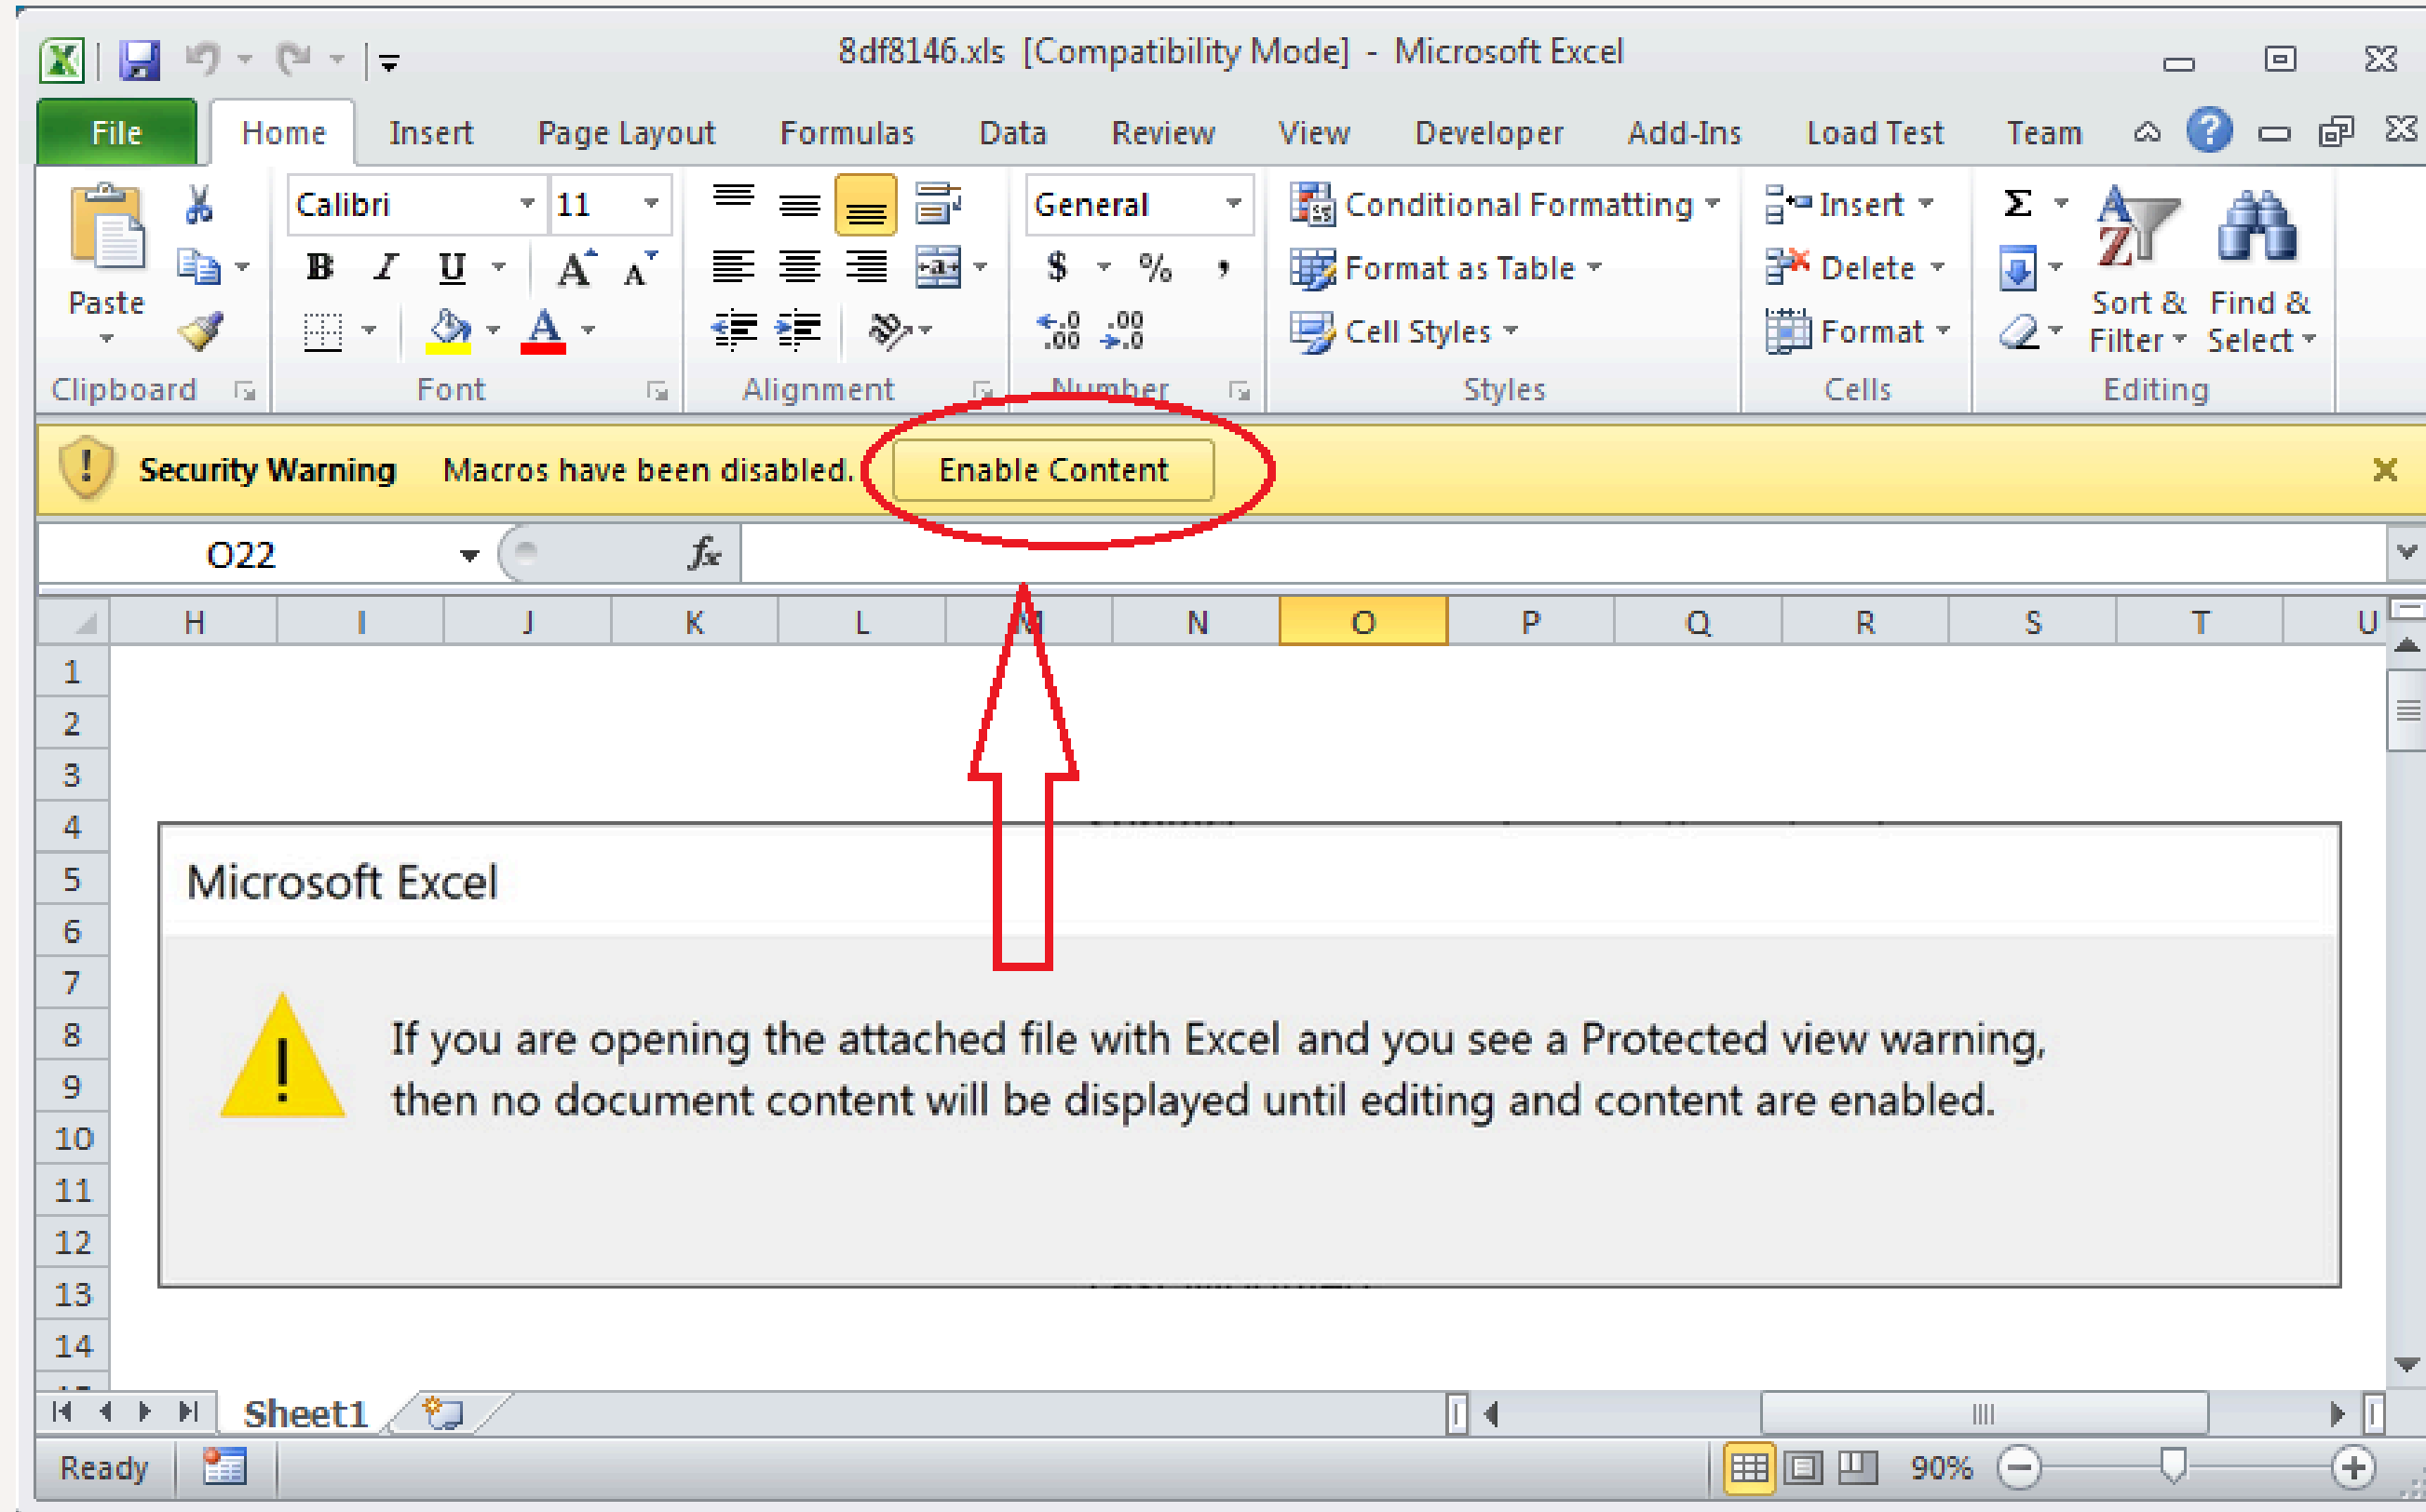 8df8146.xls [Compatibility Mode] - Microsoft Excel
File Home Insert Page Layout Formulas Data Review View Developer Add-Ins Load Test Team
Calibri 11 General Conditional Formatting Insert Σ
B I U A A $ % , Format as Table Delete
Paste A .0 .00 .00 .0 Cell Styles Format Sort & Filter Find & Select
Clipboard Font Alignment Number Styles Cells Editing
Security Warning Macros have been disabled. Enable Content
O22 fx
H I J K L M N O P Q R S T U
1
2
3
4
Microsoft Excel
5
6
7
8 If you are opening the attached file with Excel and you see a Protected view warning,
9 then no document content will be displayed until editing and content are enabled.
10
11
12
13
14
Sheet1
Ready 90%